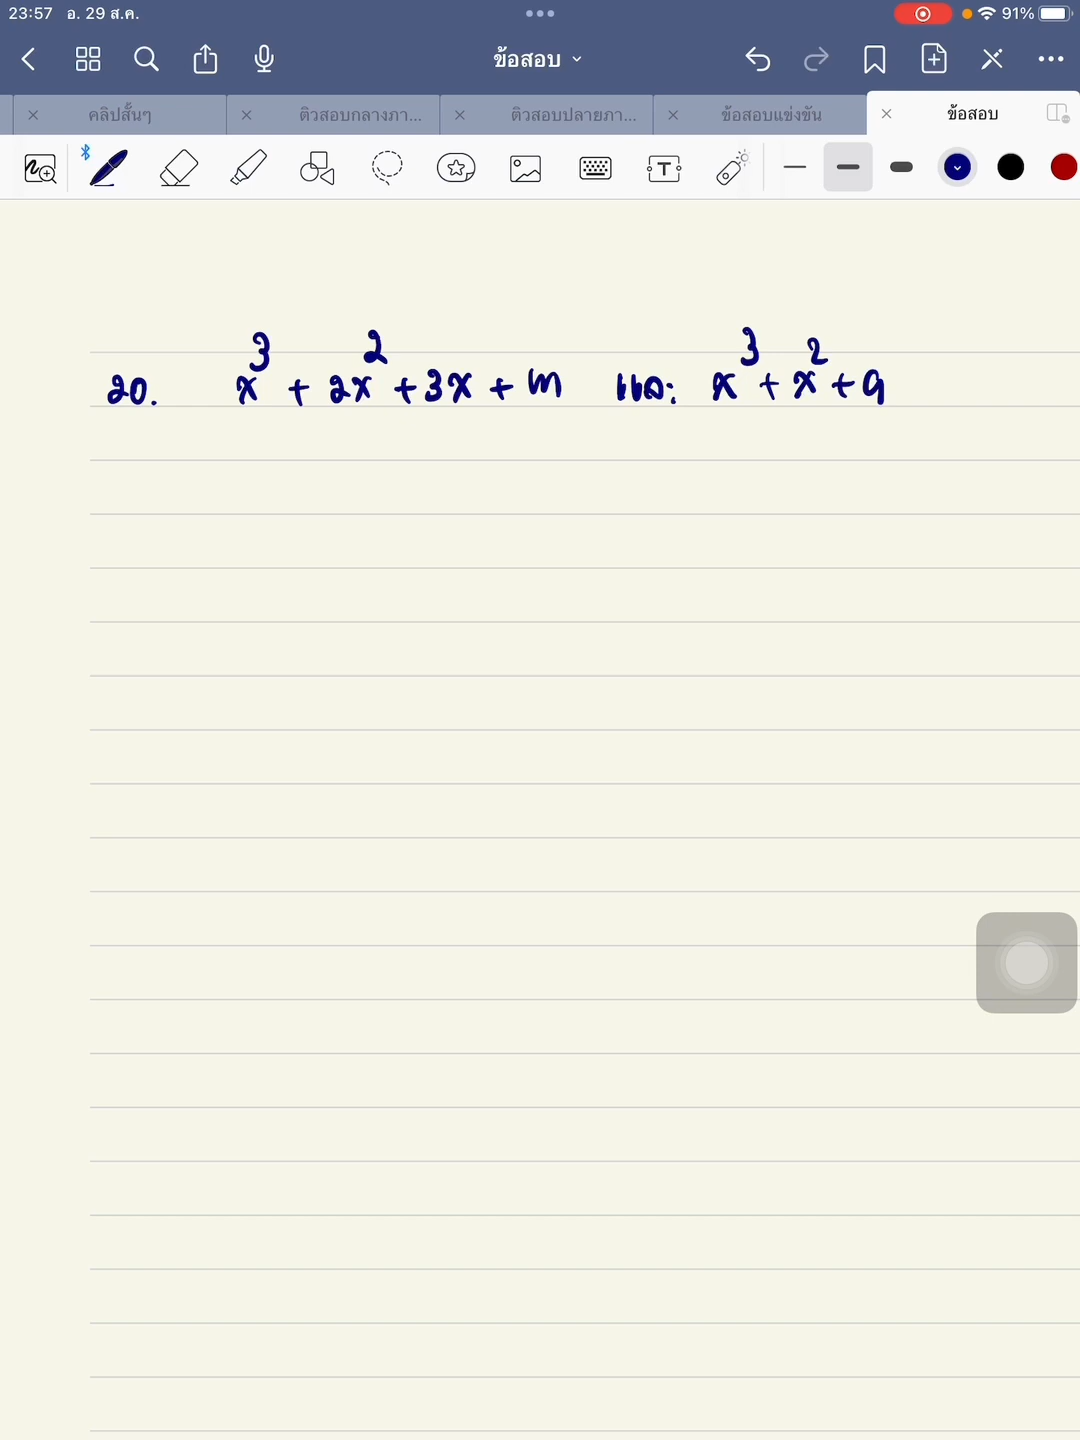 23:57 อ. 29 ส.ค. 91%
ข้อสอบ
คลิปสั้นๆ ติวสอบกลางภา... ติวสอบปลายภา... ข้อสอบแข่งขัน ข้อสอบ
T
20. x³ + 2x² + 3x + m และ x³ + x² + 9